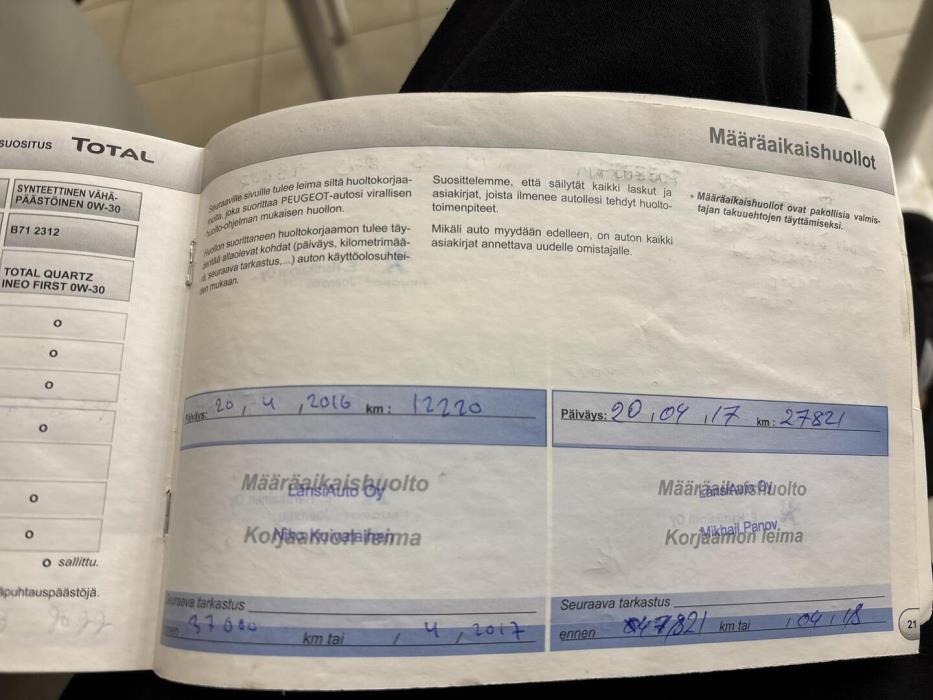 SUOSITUS TOTAL
SYNTEETTINEN VÄHÄ-
PÄÄSTÖINEN 0W-30
B71 2312
TOTAL QUARTZ
INEO FIRST 0W-30
o
o
o
o
o
o
o sallittu.
Määräaikaishuollot
Seuraaville sivuille tulee leima siltä huoltokorjaa-
molta, joka suorittaa PEUGEOT-autosi virallisen
huolto-ohjelman mukaisen huollon.
Huollon suorittaneen huoltokorjaamon tulee täy-
dentää allaolevat kohdat (päiväys, kilometrimää-
rä, seuraava tarkastus,...) auton käyttöolosuhtei-
den mukaan.
Suosittelemme, että säilytät kaikki laskut ja
asiakirjat, joista ilmenee autollesi tehdyt huolto-
toimenpiteet.
Mikäli auto myydään edelleen, on auton kaikki
asiakirjat annettava uudelle omistajalle.
• Määräaikaishuollot ovat pakollisia valmis-
tajan takuuehtojen täyttämiseksi.
Päiväys: 20, 4, 2016 km: 12220
Määräaikaishuolto
LänsiAuto Oy
Korjaamon leima
Seuraava tarkastus
ennen 37000 km tai / 4, 2017
Päiväys: 20, 04, 17 km: 27821
Määräaikaishuolto
LänsiAuto Oy
Mikhail Panov,
Korjaamon leima
Seuraava tarkastus
ennen 47821 km tai , 04, 18
21